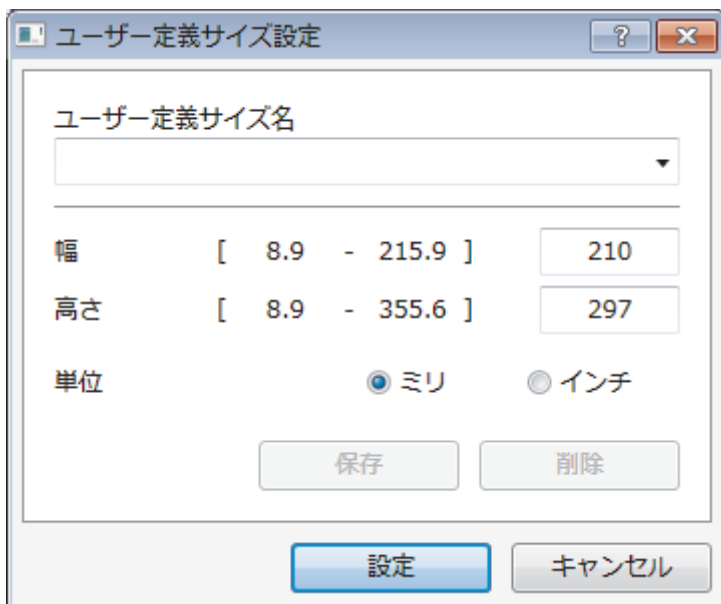 ユーザー定義サイズ設定
ユーザー定義サイズ名
幅 [ 8.9 - 215.9 ] 210
高さ [ 8.9 - 355.6 ] 297
単位 ミリ インチ
保存 削除
設定 キャンセル